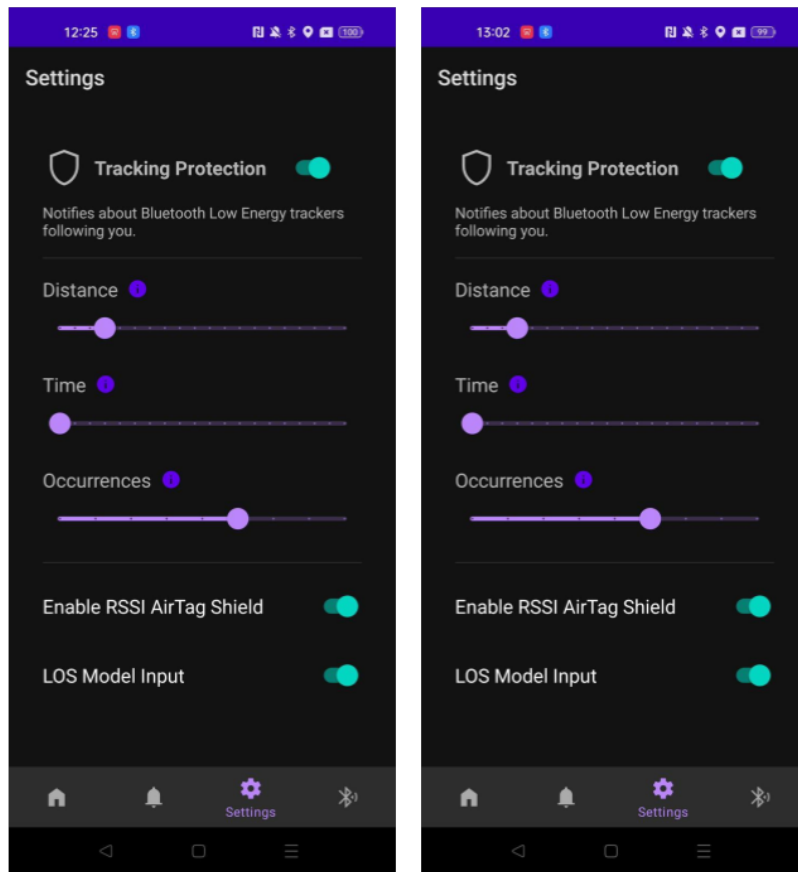 12:25
100
Settings
Tracking Protection
Notifies about Bluetooth Low Energy trackers
following you.
Distance
Time
Occurrences
Enable RSSI AirTag Shield
LOS Model Input
Settings
13:02
99
Settings
Tracking Protection
Notifies about Bluetooth Low Energy trackers
following you.
Distance
Time
Occurrences
Enable RSSI AirTag Shield
LOS Model Input
Settings